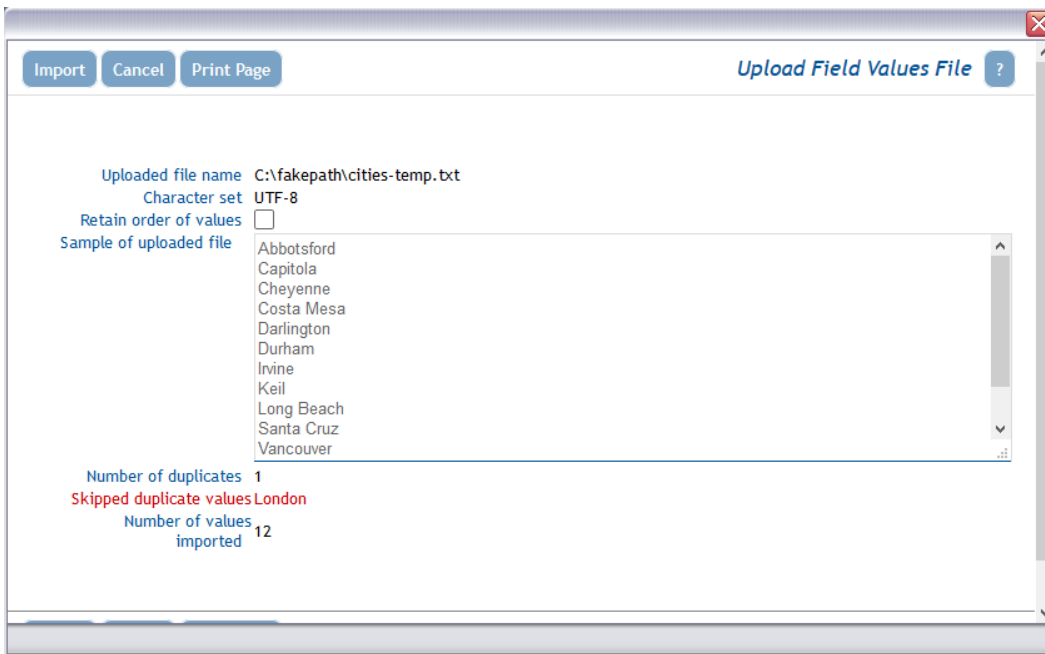 Import Cancel Print Page Upload Field Values File ?
Uploaded file name C:\fakepath\cities-temp.txt
Character set UTF-8
Retain order of values
Sample of uploaded file
Abbotsford
Capitola
Cheyenne
Costa Mesa
Darlington
Durham
Irvine
Keil
Long Beach
Santa Cruz
Vancouver
Number of duplicates 1
Skipped duplicate values London
Number of values
imported 12